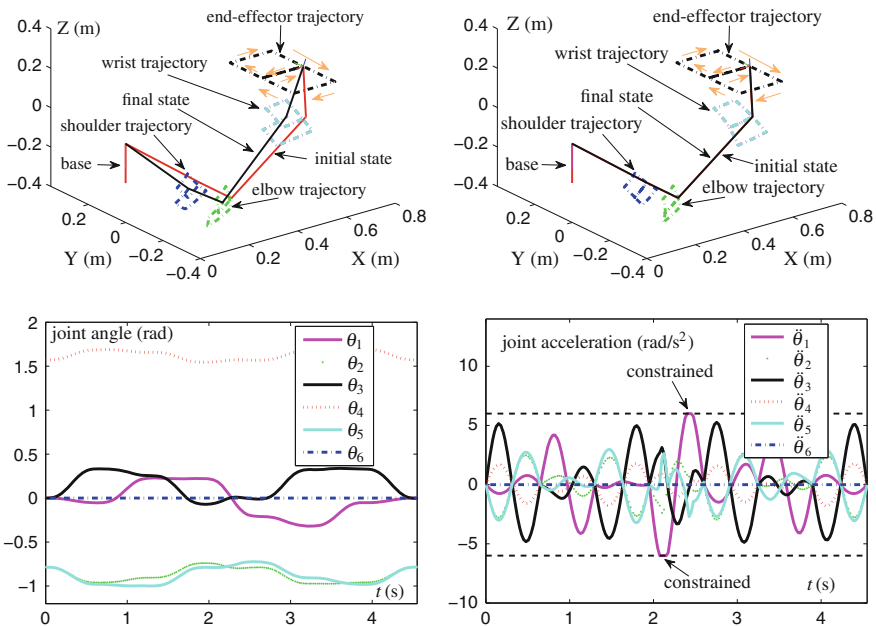 Z (m)
end-effector trajectory
wrist trajectory
final state
shoulder trajectory
base
initial state
elbow trajectory
0.4
0.2
0
−0.2
−0.4
0.2
0
−0.2
−0.4
Y (m)
0
0.2
0.4
0.6
0.8
X (m)
Z (m)
end-effector trajectory
wrist trajectory
final state
shoulder trajectory
base
initial state
elbow trajectory
0.4
0.2
0
−0.2
−0.4
0.2
0
−0.2
−0.4
Y (m)
0
0.2
0.4
0.6
0.8
X (m)
joint angle (rad)
2
1.5
1
0.5
0
−0.5
−1
θ1
θ2
θ3
θ4
θ5
θ6
t (s)
0 1 2 3 4
joint acceleration (rad/s²)
constrained
constrained
10
5
0
−5
−10
θ̈1
θ̈2
θ̈3
θ̈4
θ̈5
θ̈6
t (s)
0 1 2 3 4